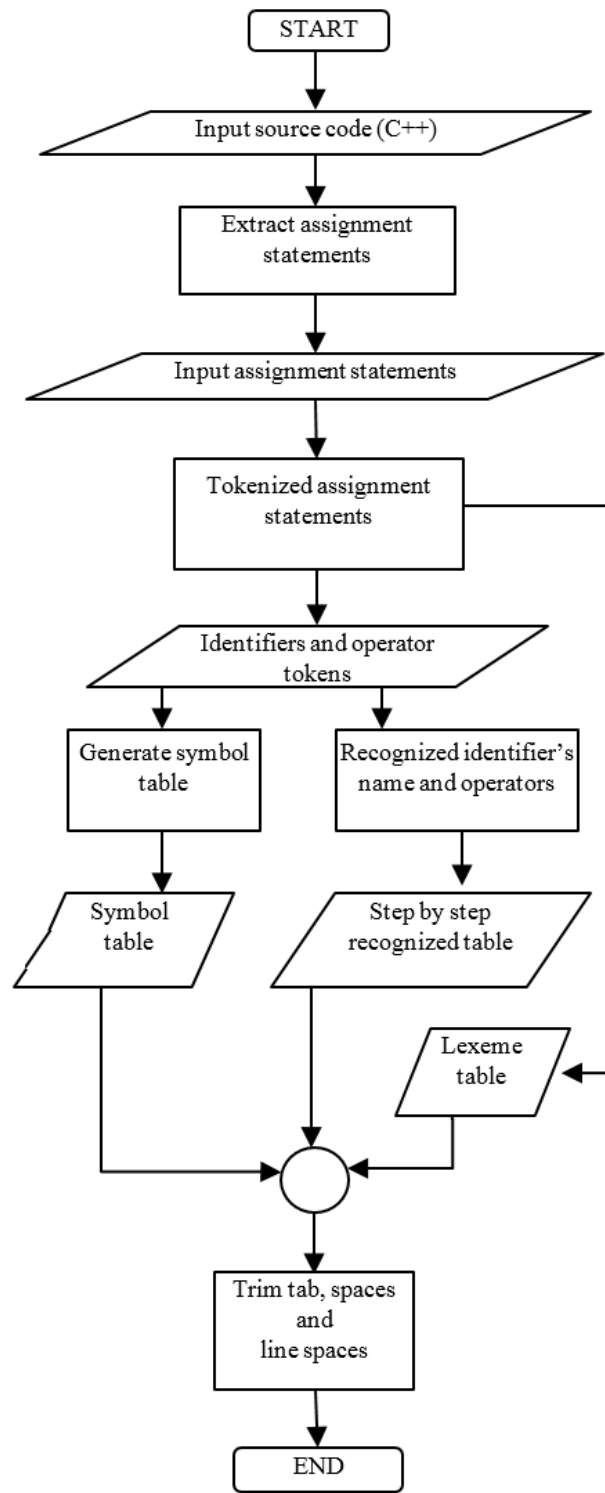 START
Input source code (C++)
Extract assignment
statements
Input assignment statements
Tokenized assignment
statements
Identifiers and operator
tokens
Generate symbol
table
Recognized identifier’s
name and operators
Symbol
table
Step by step
recognized table
Lexeme
table
Trim tab, spaces
and
line spaces
END